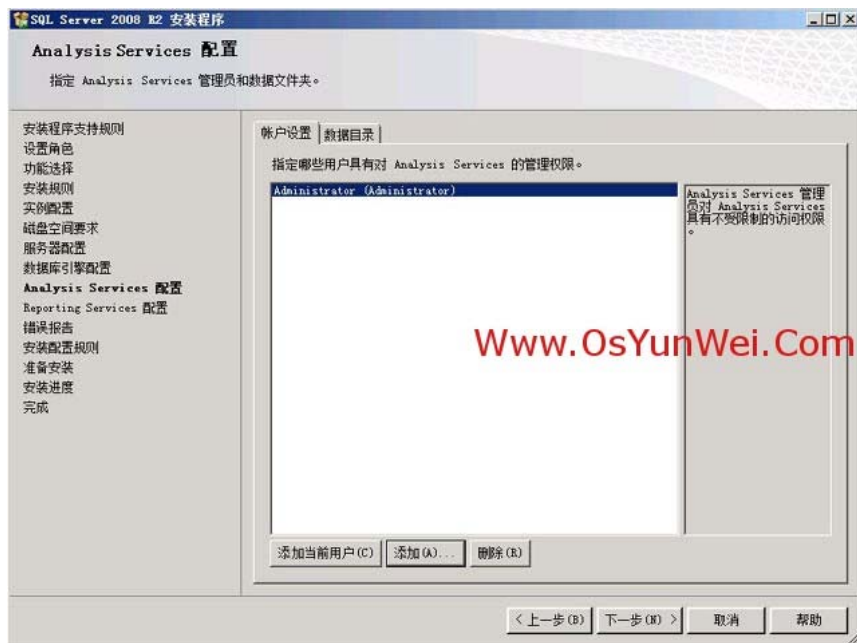 SQL Server 2008 R2 安装程序
Analysis Services 配置
指定 Analysis Services 管理员和数据文件夹。
安装程序支持规则
设置角色
功能选择
安装规则
实例配置
磁盘空间要求
服务器配置
数据库引擎配置
Analysis Services 配置
Reporting Services 配置
错误报告
安装配置规则
准备安装
安装进度
完成
帐户设置
数据目录
指定哪些用户具有对 Analysis Services 的管理权限。
Administrator (Administrator)
Analysis Services 管理
员对 Analysis Services
具有不受限制的访问权限
。
Www.OsYunWei.Com
添加当前用户(C)
添加(A)...
删除(R)
< 上一步(B)
下一步(N) >
取消
帮助